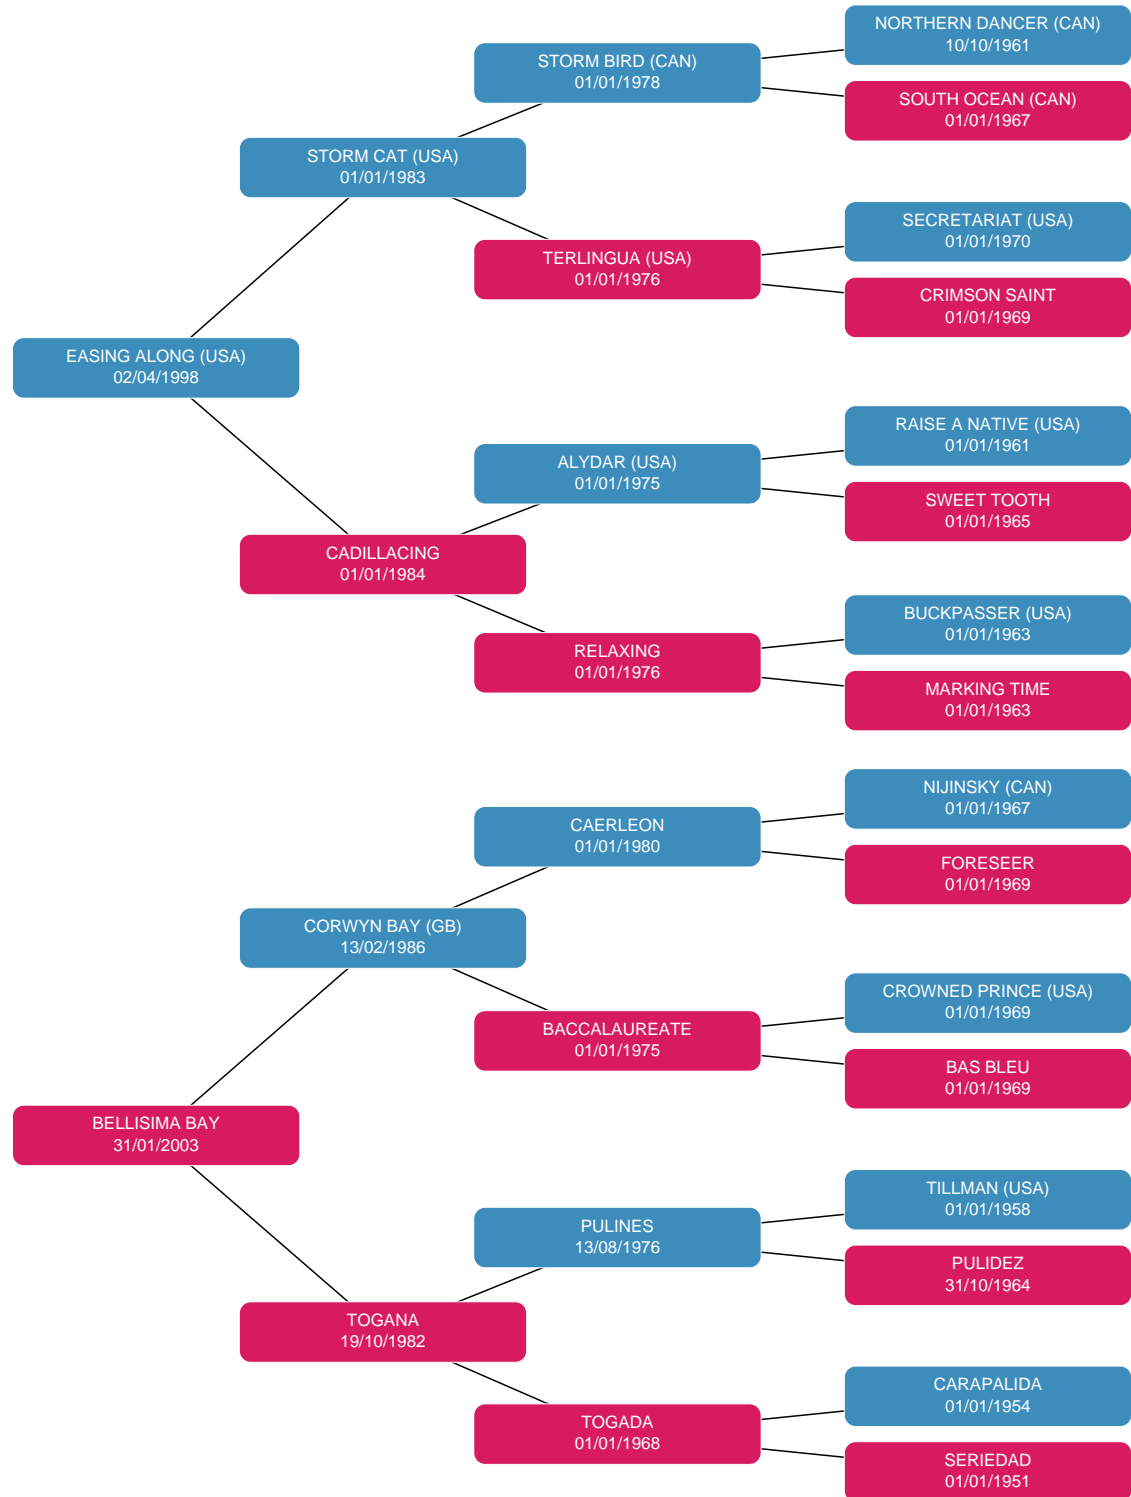 NORTHERN DANCER (CAN)
10/10/1961
STORM BIRD (CAN)
01/01/1978
SOUTH OCEAN (CAN)
01/01/1967
STORM CAT (USA)
01/01/1983
SECRETARIAT (USA)
01/01/1970
TERLINGUA (USA)
01/01/1976
CRIMSON SAINT
01/01/1969
EASING ALONG (USA)
02/04/1998
RAISE A NATIVE (USA)
01/01/1961
ALYDAR (USA)
01/01/1975
SWEET TOOTH
01/01/1965
CADILLACING
01/01/1984
BUCKPASSER (USA)
01/01/1963
RELAXING
01/01/1976
MARKING TIME
01/01/1963
NIJINSKY (CAN)
01/01/1967
CAERLEON
01/01/1980
FORESEER
01/01/1969
CORWYN BAY (GB)
13/02/1986
CROWNED PRINCE (USA)
01/01/1969
BACCALAUREATE
01/01/1975
BAS BLEU
01/01/1969
BELLISIMA BAY
31/01/2003
TILLMAN (USA)
01/01/1958
PULINES
13/08/1976
PULIDEZ
31/10/1964
TOGANA
19/10/1982
CARAPALIDA
01/01/1954
TOGADA
01/01/1968
SERIEDAD
01/01/1951